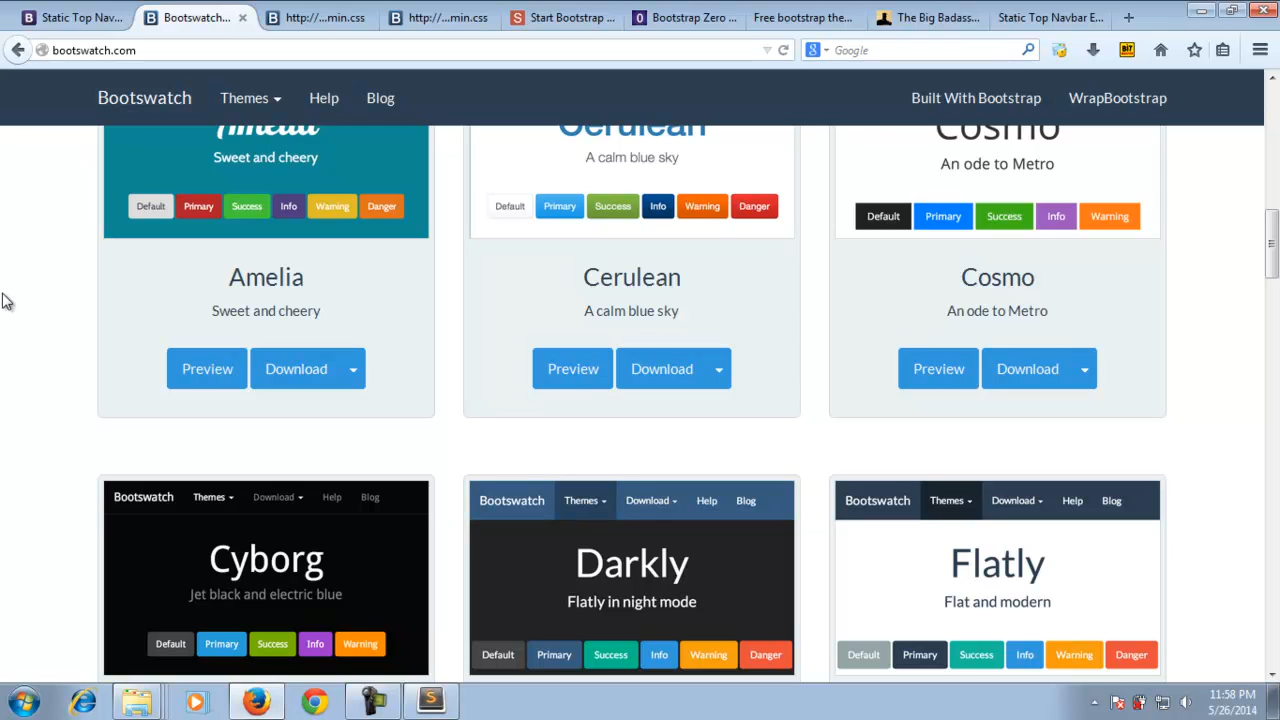 Static Top Nav...
Bootswatch...
http://...min.css
http://...min.css
Start Bootstrap ...
Bootstrap Zero ...
Free bootstrap the...
The Big Badass...
Static Top Navbar E...
bootswatch.com
Google
Bootswatch
Themes
Help
Blog
Built With Bootstrap
WrapBootstrap
Amelia
Sweet and cheery
Default Primary Success Info Warning Danger
Amelia
Sweet and cheery
Preview Download
Cerulean
A calm blue sky
Default Primary Success Info Warning Danger
Cerulean
A calm blue sky
Preview Download
Cosmo
An ode to Metro
Default Primary Success Info Warning
Cosmo
An ode to Metro
Preview Download
Bootswatch Themes Download Help Blog
Cyborg
Jet black and electric blue
Default Primary Success Info Warning
Bootswatch Themes Download Help Blog
Darkly
Flatly in night mode
Default Primary Success Info Warning Danger
Bootswatch Themes Download Help Blog
Flatly
Flat and modern
Default Primary Success Info Warning Danger
11:58 PM
5/26/2014